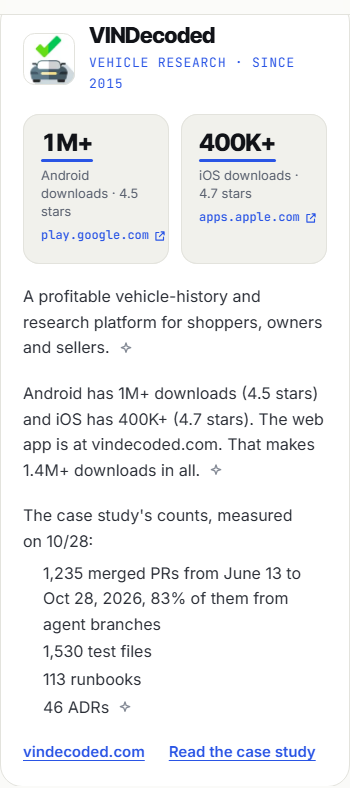 VINDecoded
VEHICLE RESEARCH · SINCE
2015
1M+
Android
downloads · 4.5
stars
play.google.com
400K+
iOS downloads ·
4.7 stars
apps.apple.com
A profitable vehicle-history and
research platform for shoppers, owners
and sellers.
Android has 1M+ downloads (4.5 stars)
and iOS has 400K+ (4.7 stars). The web
app is at vindecoded.com. That makes
1.4M+ downloads in all.
The case study's counts, measured
on 10/28:
1,235 merged PRs from June 13 to
Oct 28, 2026, 83% of them from
agent branches
1,530 test files
113 runbooks
46 ADRs
vindecoded.com
Read the case study